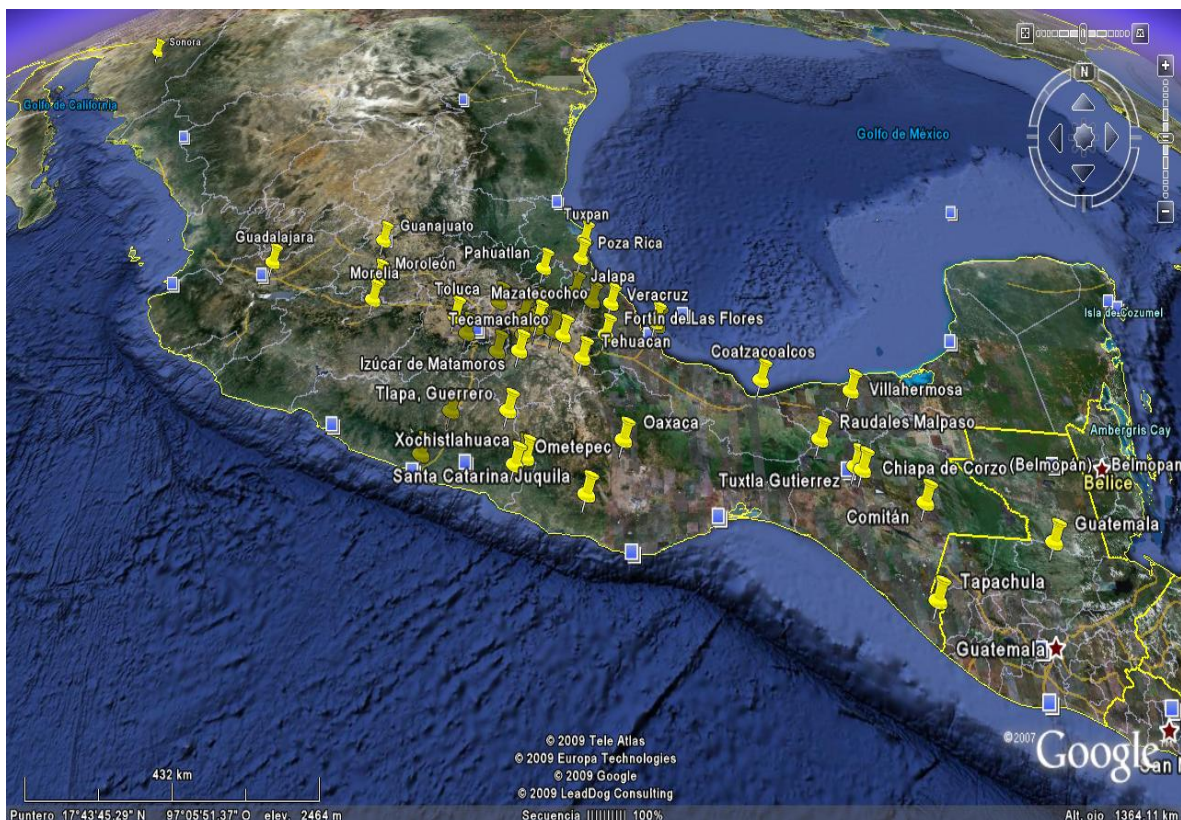 Sonora
Golfo de California
N
Golfo de México
Tuxpan
Guanajuato
Guadalajara
Poza Rica
Pahuatlan
Moroleón
Morelia
Jalapa
Toluca
Mazatecochco
Veracruz
Isla de Cozumel
Tecamachalco
Fortín de Las Flores
Tehuacan
Coatzacoalcos
Izúcar de Matamoros
Villahermosa
Tlapa, Guerrero
Oaxaca
Raudales Malpaso
Ambergris Cay
Xochistlahuaca
Ometepec
Chiapa de Corzo
(Belmopán)
Belmopan
Santa Catarina Juquila
Tuxtla Gutierrez
Belice
Comitán
Guatemala
Tapachula
Guatemala
© 2009 Tele Atlas
© 2009 Europa Technologies
© 2009 Google
© 2009 LeadDog Consulting
©2007
Google
432 km
Puntero 17°43'45.29" N 97°05'51.37" O elev. 2464 m
Secuencia 100%
Alt. ojo 1364.11 km